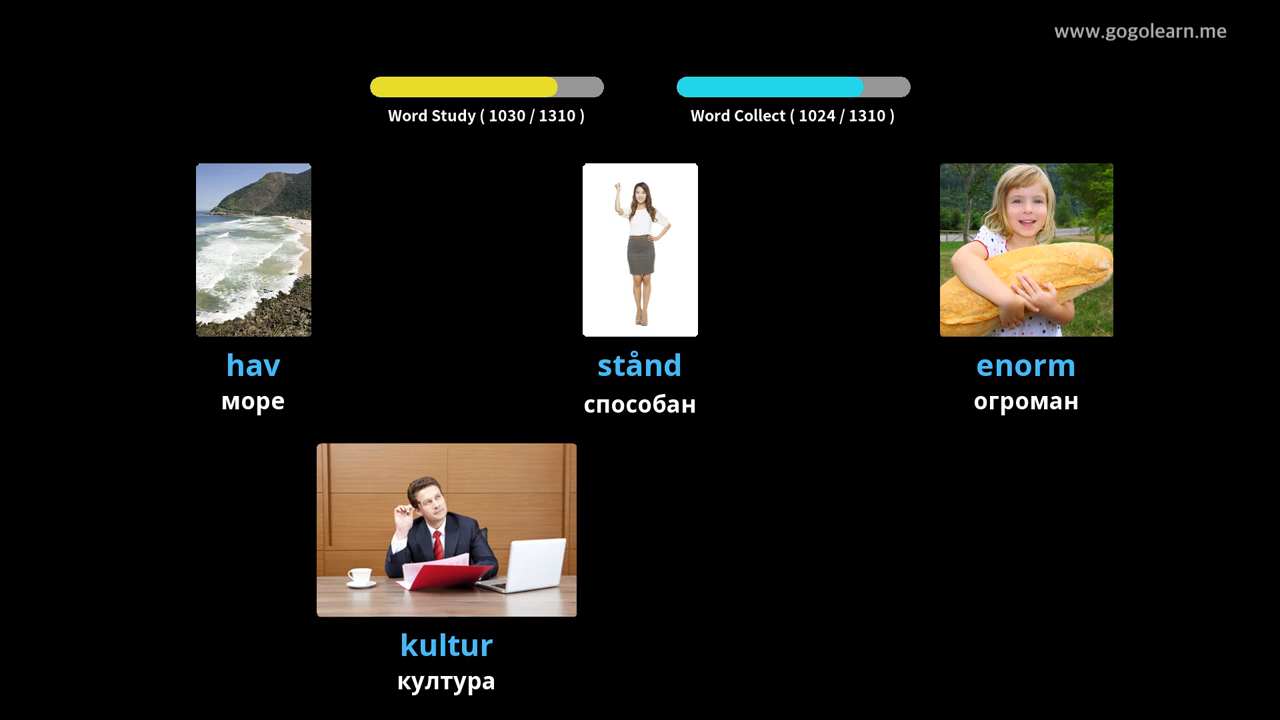 www.gogolearn.me
Word Study ( 1030 / 1310 )
Word Collect ( 1024 / 1310 )
hav
море
stånd
способан
enorm
огроман
kultur
култура